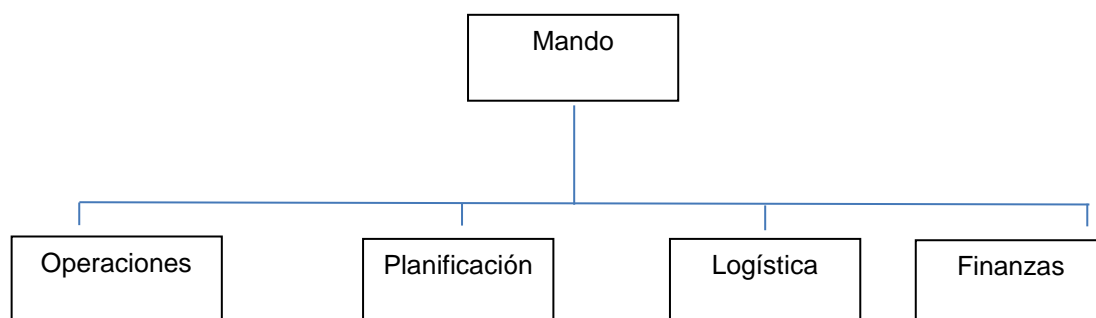 Mando
Operaciones
Planificación
Logística
Finanzas